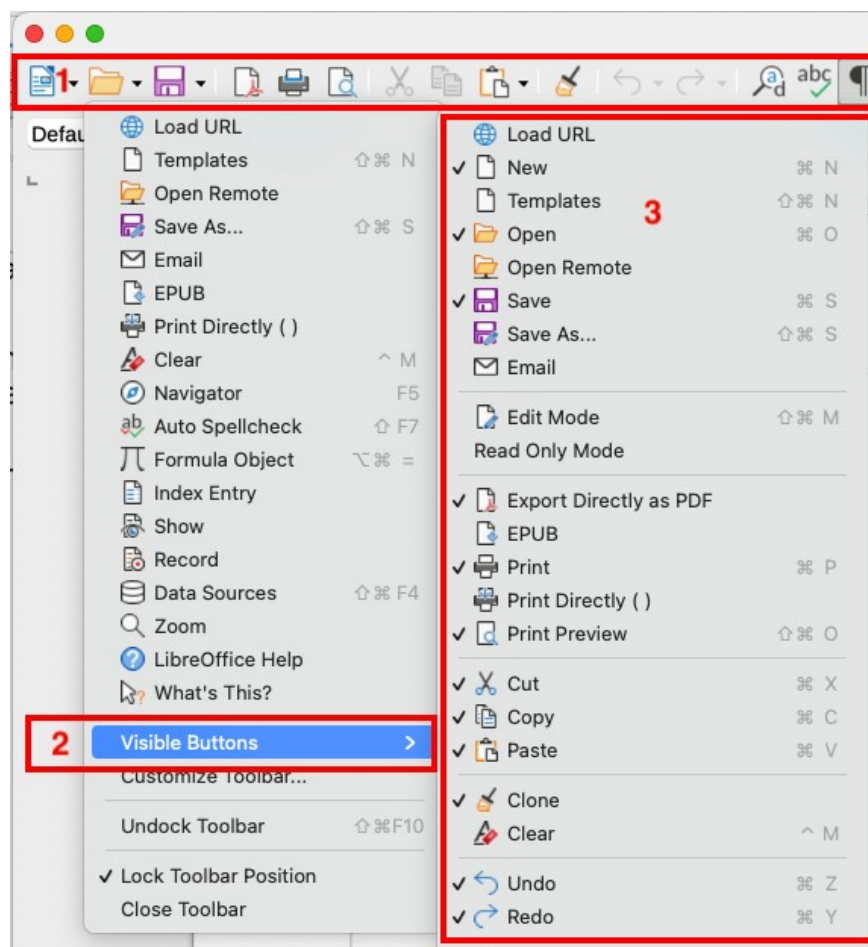 1
abc
¶
Defau
Load URL
Templates ⇧⌘ N
Open Remote
Save As... ⇧⌘ S
Email
EPUB
Print Directly ( )
Clear ^ M
Navigator F5
Auto Spellcheck ⇧ F7
Formula Object ⌥⌘ =
Index Entry
Show
Record
Data Sources ⇧⌘ F4
Zoom
LibreOffice Help
What's This?
2 Visible Buttons >
Customize Toolbar...
Undock Toolbar ⇧⌘F10
✓ Lock Toolbar Position
Close Toolbar
3
Load URL
✓ New ⌘ N
Templates ⇧⌘ N
✓ Open ⌘ O
Open Remote
✓ Save ⌘ S
Save As... ⇧⌘ S
Email
Edit Mode ⇧⌘ M
Read Only Mode
✓ Export Directly as PDF
EPUB
✓ Print ⌘ P
Print Directly ( )
✓ Print Preview ⇧⌘ O
✓ Cut ⌘ X
✓ Copy ⌘ C
✓ Paste ⌘ V
✓ Clone
Clear ^ M
✓ Undo ⌘ Z
✓ Redo ⌘ Y